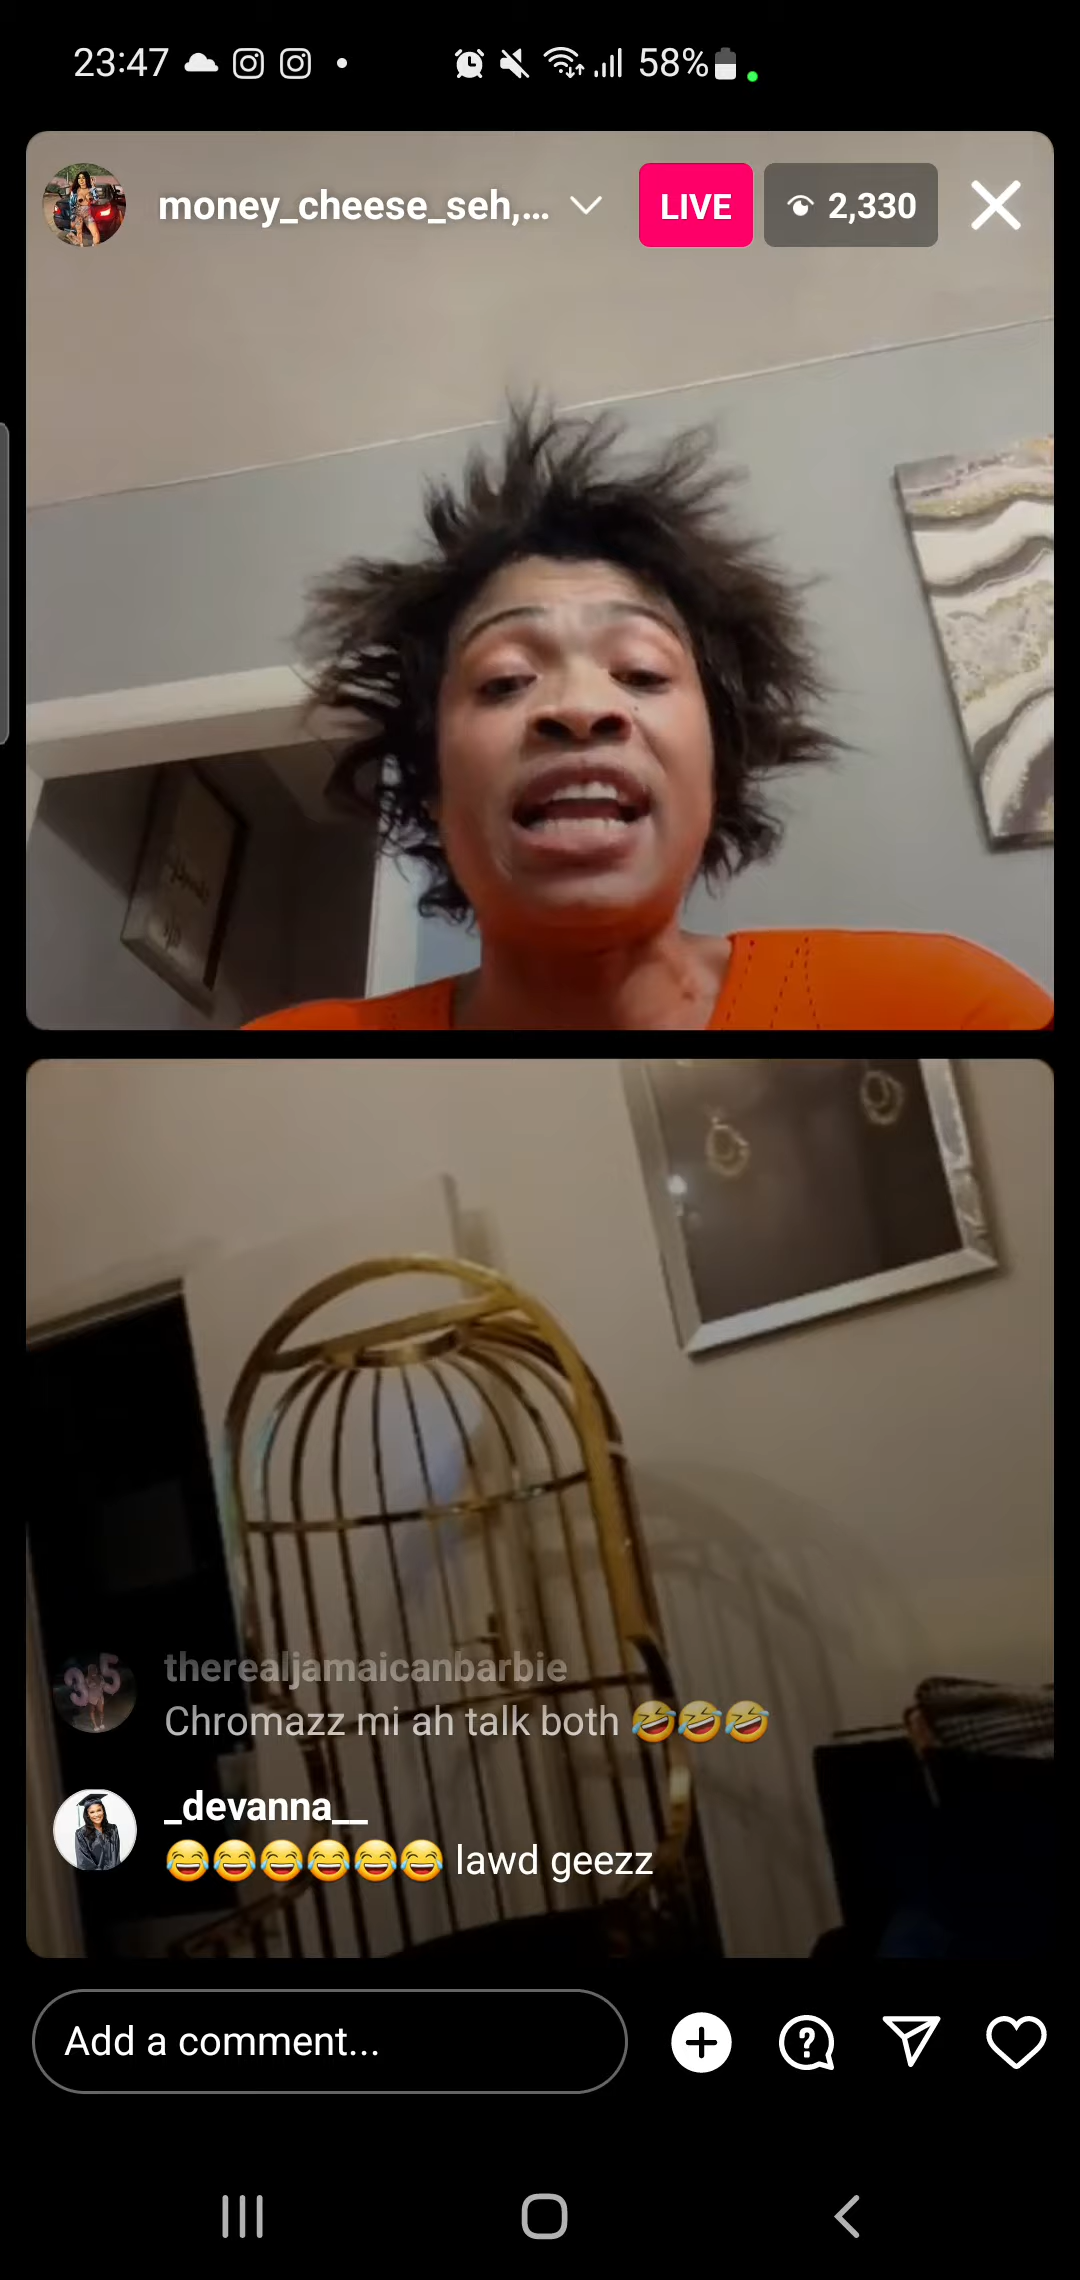 23:47 58%
money_cheese_seh,... LIVE 2,330
therealjamaicanbarbie
Chromazz mi ah talk both 🤣🤣🤣
_devanna__
😂😂😂😂😂😂 lawd geezz
Add a comment...